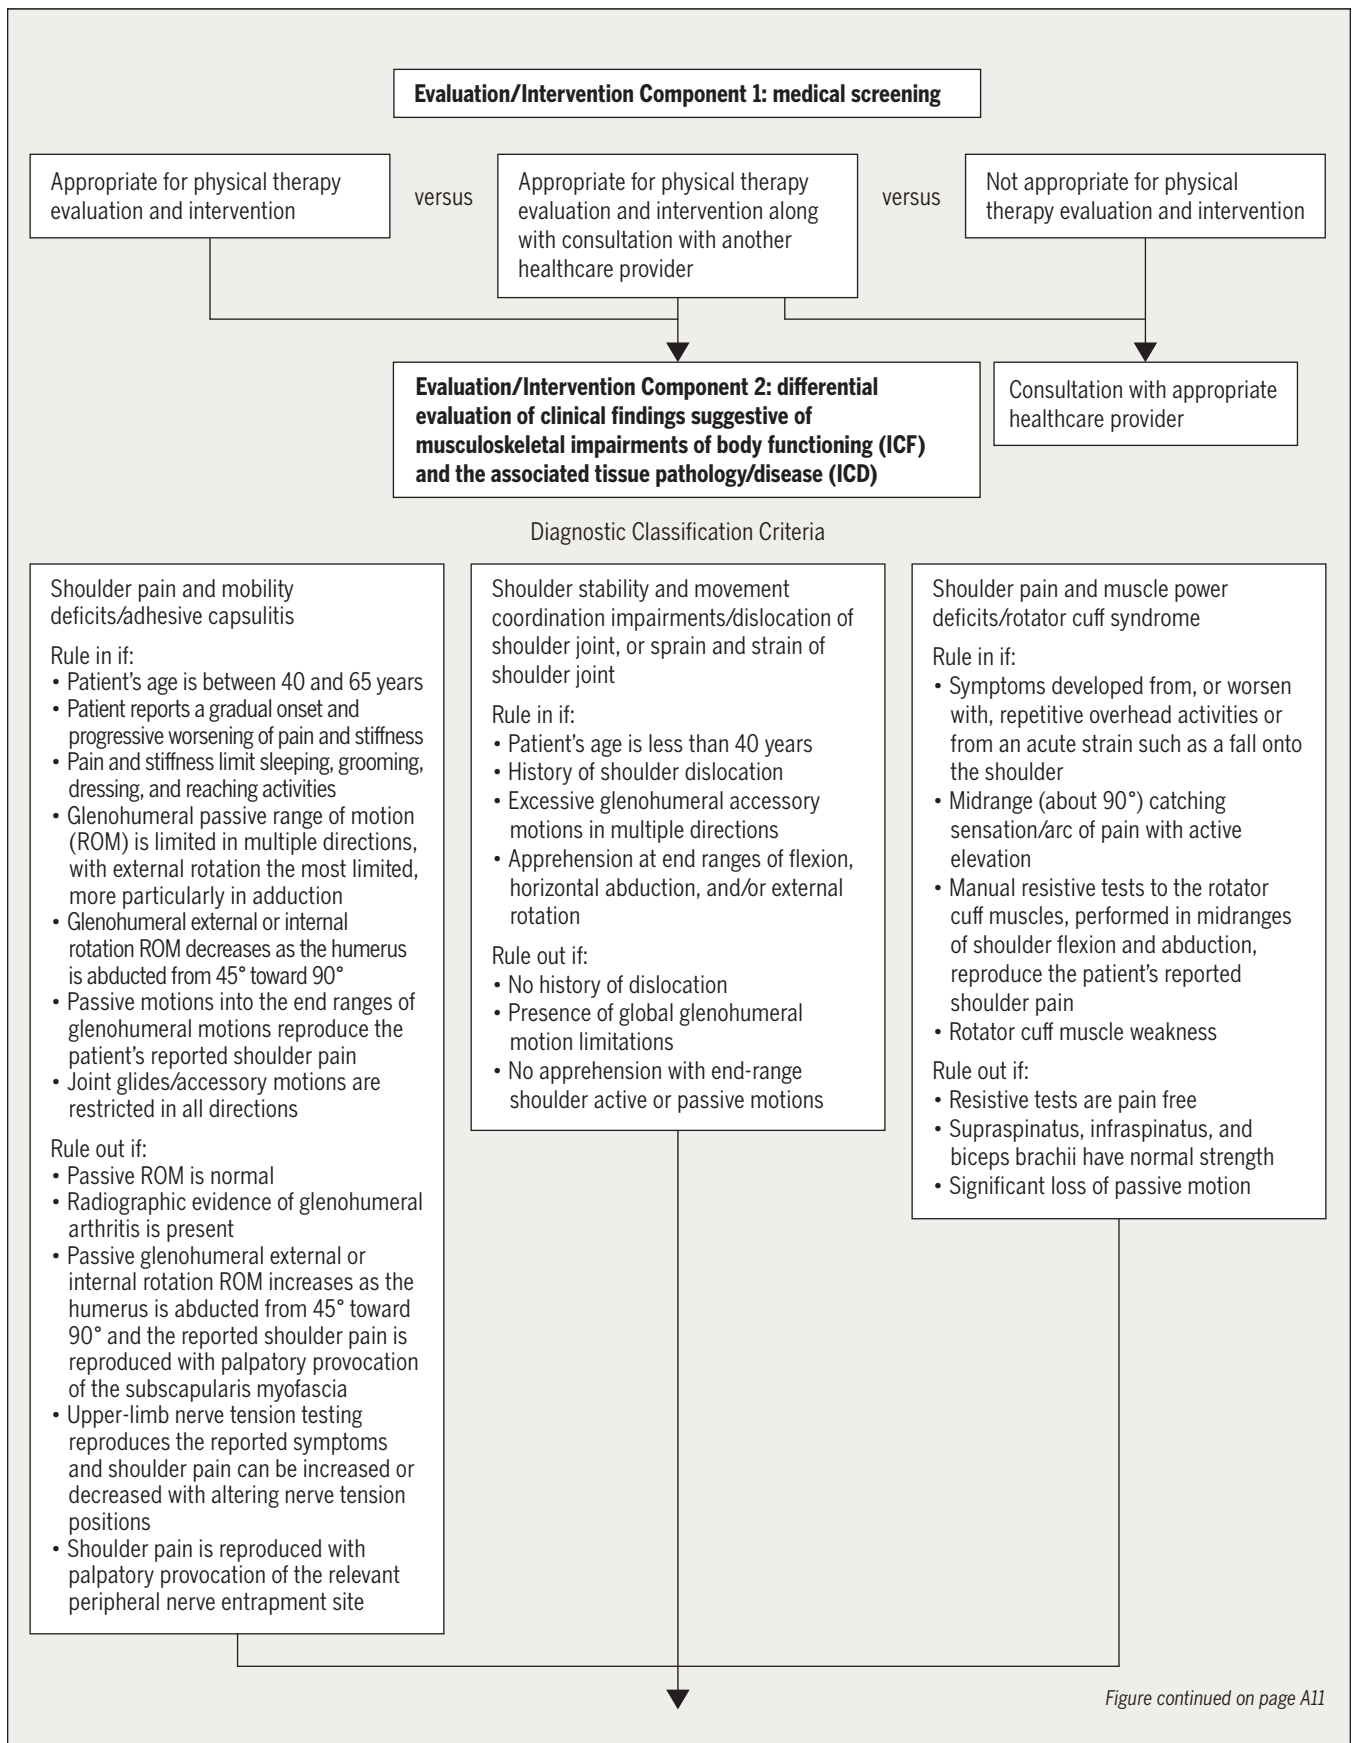 Evaluation/Intervention Component 1: medical screening
Appropriate for physical therapy
evaluation and intervention
versus
Appropriate for physical therapy
evaluation and intervention along
with consultation with another
healthcare provider
versus
Not appropriate for physical
therapy evaluation and intervention
Evaluation/Intervention Component 2: differential
evaluation of clinical findings suggestive of
musculoskeletal impairments of body functioning (ICF)
and the associated tissue pathology/disease (ICD)
Consultation with appropriate
healthcare provider
Diagnostic Classification Criteria
Shoulder pain and mobility
deficits/adhesive capsulitis
Rule in if:
• Patient's age is between 40 and 65 years
• Patient reports a gradual onset and
progressive worsening of pain and stiffness
• Pain and stiffness limit sleeping, grooming,
dressing, and reaching activities
• Glenohumeral passive range of motion
(ROM) is limited in multiple directions,
with external rotation the most limited,
more particularly in adduction
• Glenohumeral external or internal
rotation ROM decreases as the humerus
is abducted from 45° toward 90°
• Passive motions into the end ranges of
glenohumeral motions reproduce the
patient's reported shoulder pain
• Joint glides/accessory motions are
restricted in all directions
Rule out if:
• Passive ROM is normal
• Radiographic evidence of glenohumeral
arthritis is present
• Passive glenohumeral external or
internal rotation ROM increases as the
humerus is abducted from 45° toward
90° and the reported shoulder pain is
reproduced with palpatory provocation
of the subscapularis myofascia
• Upper-limb nerve tension testing
reproduces the reported symptoms
and shoulder pain can be increased or
decreased with altering nerve tension
positions
• Shoulder pain is reproduced with
palpatory provocation of the relevant
peripheral nerve entrapment site
Shoulder stability and movement
coordination impairments/dislocation of
shoulder joint, or sprain and strain of
shoulder joint
Rule in if:
• Patient's age is less than 40 years
• History of shoulder dislocation
• Excessive glenohumeral accessory
motions in multiple directions
• Apprehension at end ranges of flexion,
horizontal abduction, and/or external
rotation
Rule out if:
• No history of dislocation
• Presence of global glenohumeral
motion limitations
• No apprehension with end-range
shoulder active or passive motions
Shoulder pain and muscle power
deficits/rotator cuff syndrome
Rule in if:
• Symptoms developed from, or worsen
with, repetitive overhead activities or
from an acute strain such as a fall onto
the shoulder
• Midrange (about 90°) catching
sensation/arc of pain with active
elevation
• Manual resistive tests to the rotator
cuff muscles, performed in midranges
of shoulder flexion and abduction,
reproduce the patient's reported
shoulder pain
• Rotator cuff muscle weakness
Rule out if:
• Resistive tests are pain free
• Supraspinatus, infraspinatus, and
biceps brachii have normal strength
• Significant loss of passive motion
Figure continued on page A11